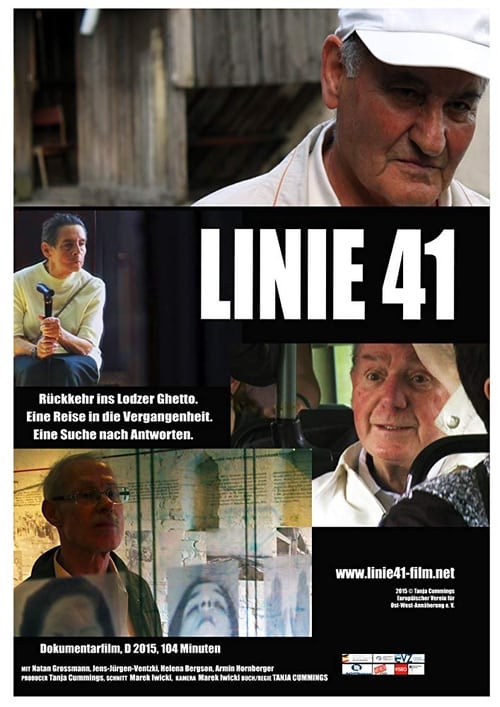 LINIE 41
Rückkehr ins Lodzer Ghetto.
Eine Reise in die Vergangenheit.
Eine Suche nach Antworten.
www.linie41-film.net
2015 © Tanja Cummings
Europäischer Verein für
Ost-West-Annäherung e. V.
Dokumentarfilm, D 2015, 104 Minuten
MIT Natan Grossmann, Jens-Jürgen-Ventzki, Helena Bergson, Armin Hornberger
PRODUCER Tanja Cummings, SCHNITT Marek Iwicki, KAMERA Marek Iwicki BUCH/REGIE TANJA CUMMINGS
EVZ